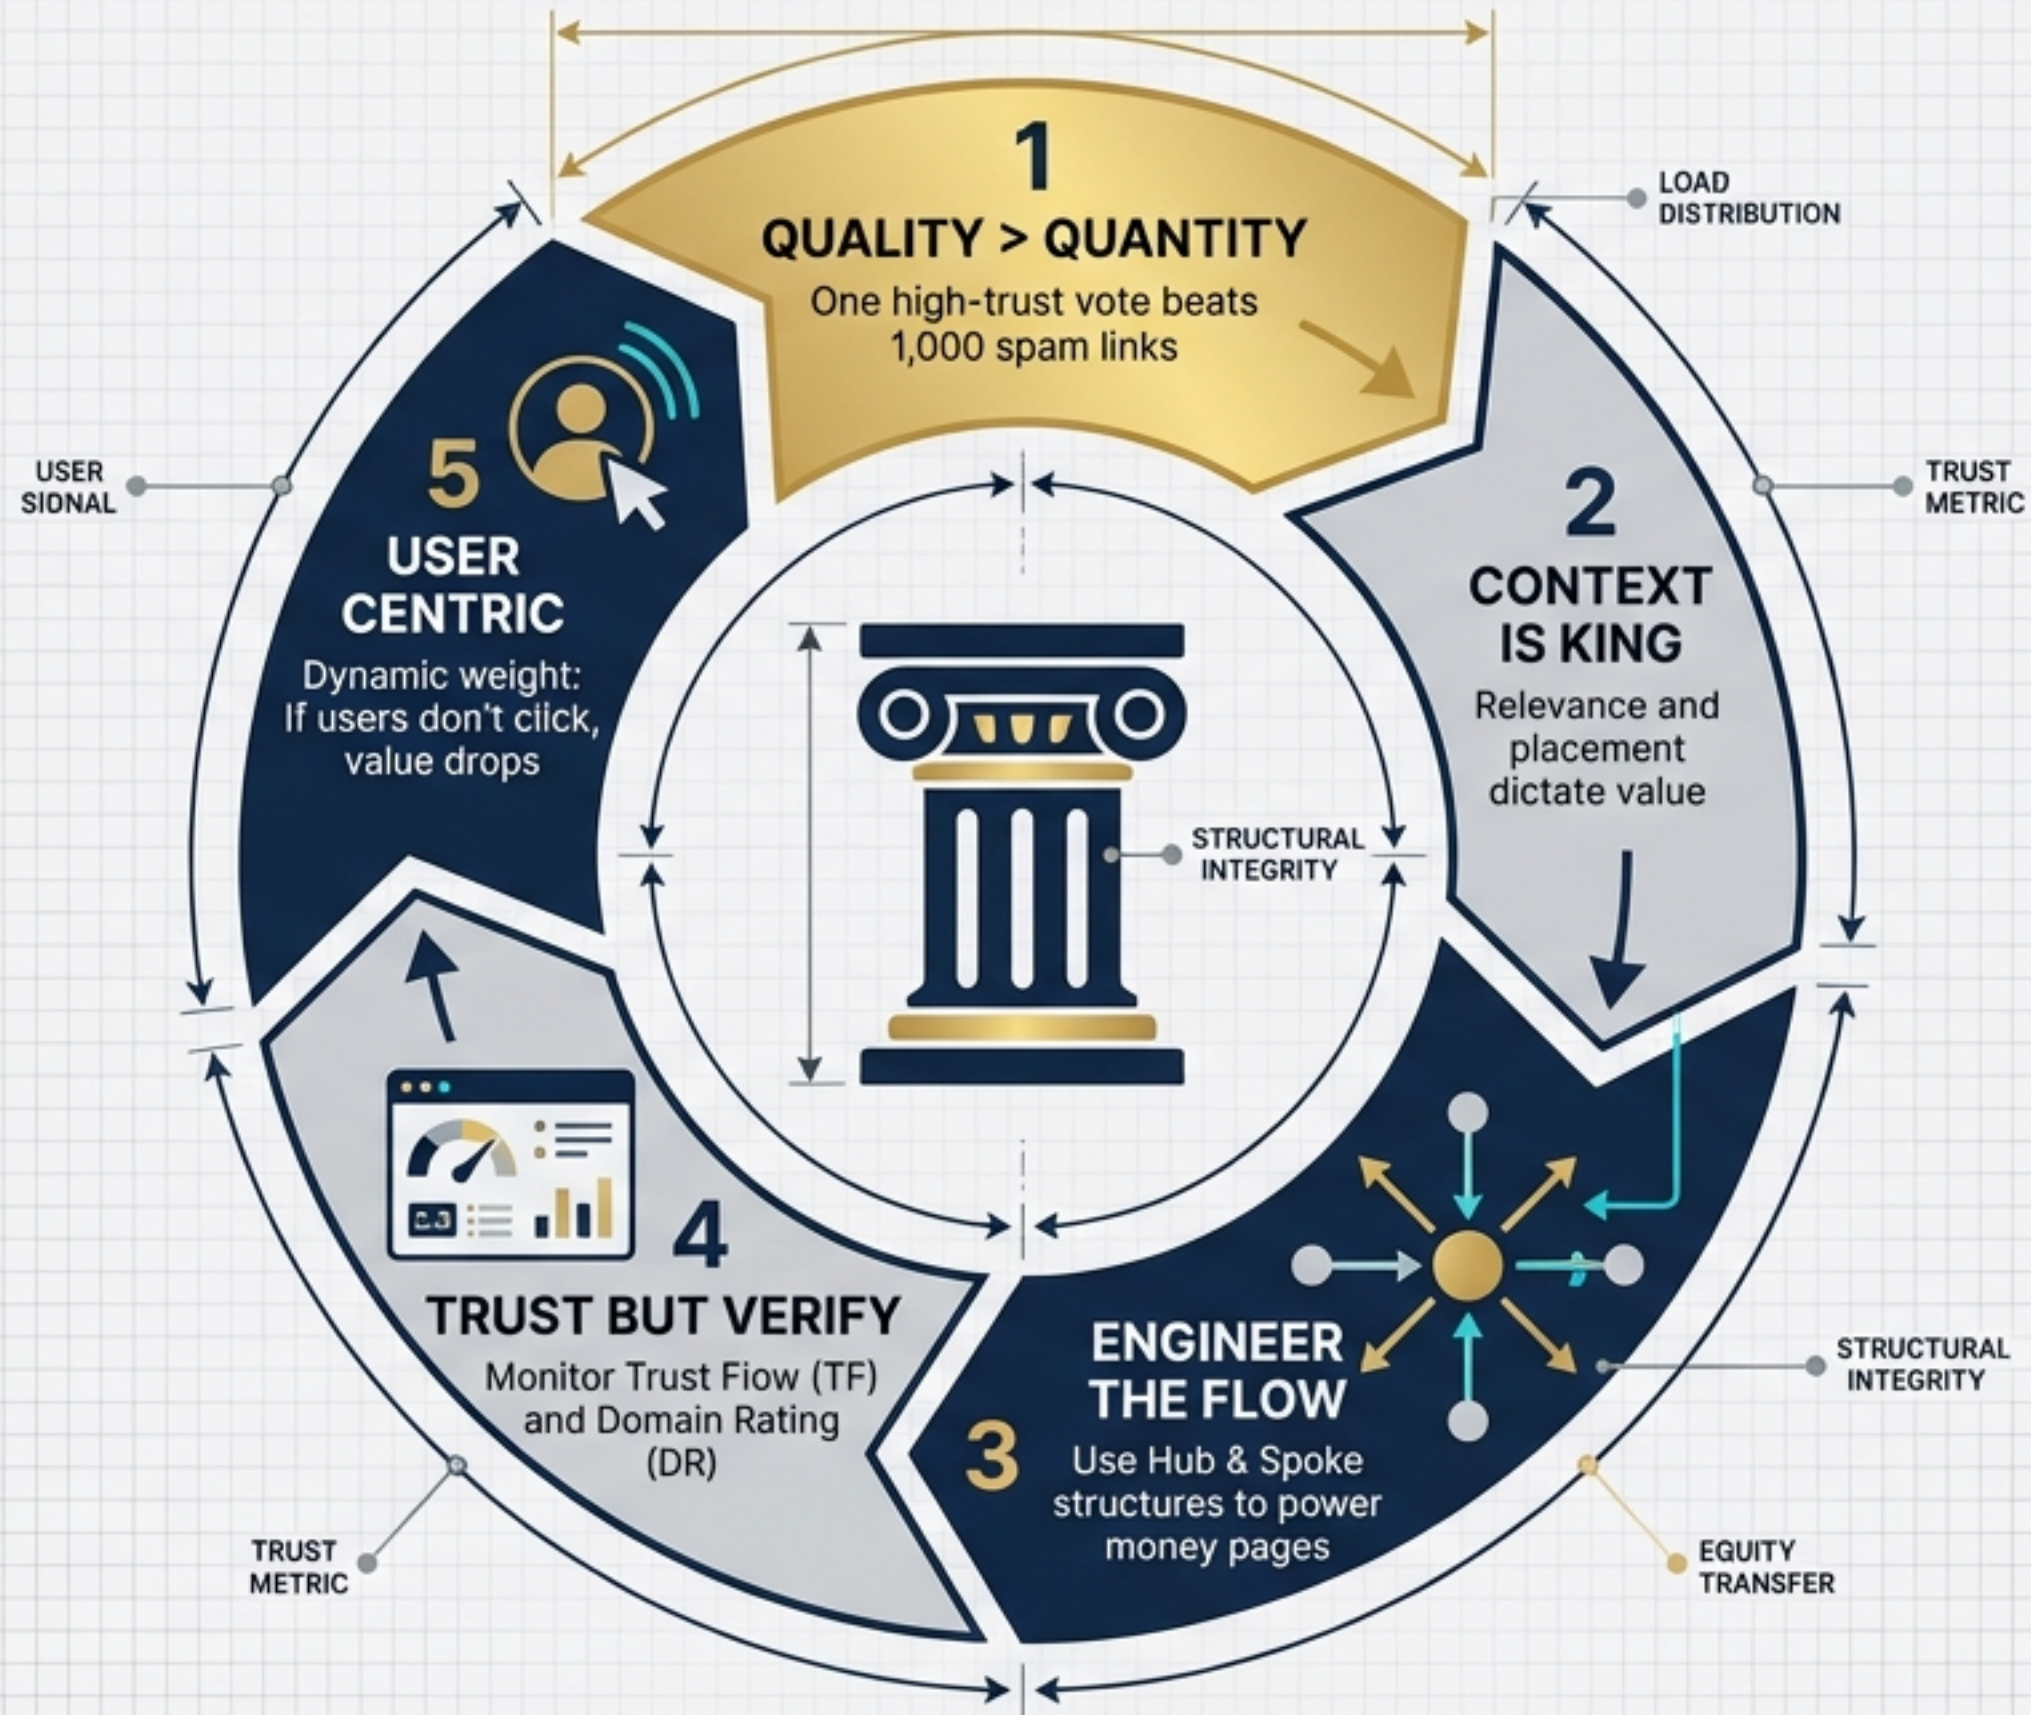 1
QUALITY > QUANTITY
One high-trust vote beats
1,000 spam links
LOAD
DISTRIBUTION
TRUST
METRIC
2
CONTEXT
IS KING
Relevance and
placement
dictate value
STRUCTURAL
INTEGRITY
3
ENGINEER
THE FLOW
Use Hub & Spoke
structures to power
money pages
STRUCTURAL
INTEGRITY
EQUITY
TRANSFER
4
TRUST BUT VERIFY
Monitor Trust Fiow (TF)
and Domain Rating
(DR)
TRUST
METRIC
5
USER
CENTRIC
Dynamic weight:
If users don't ciick,
value drops
USER
SIDNAL